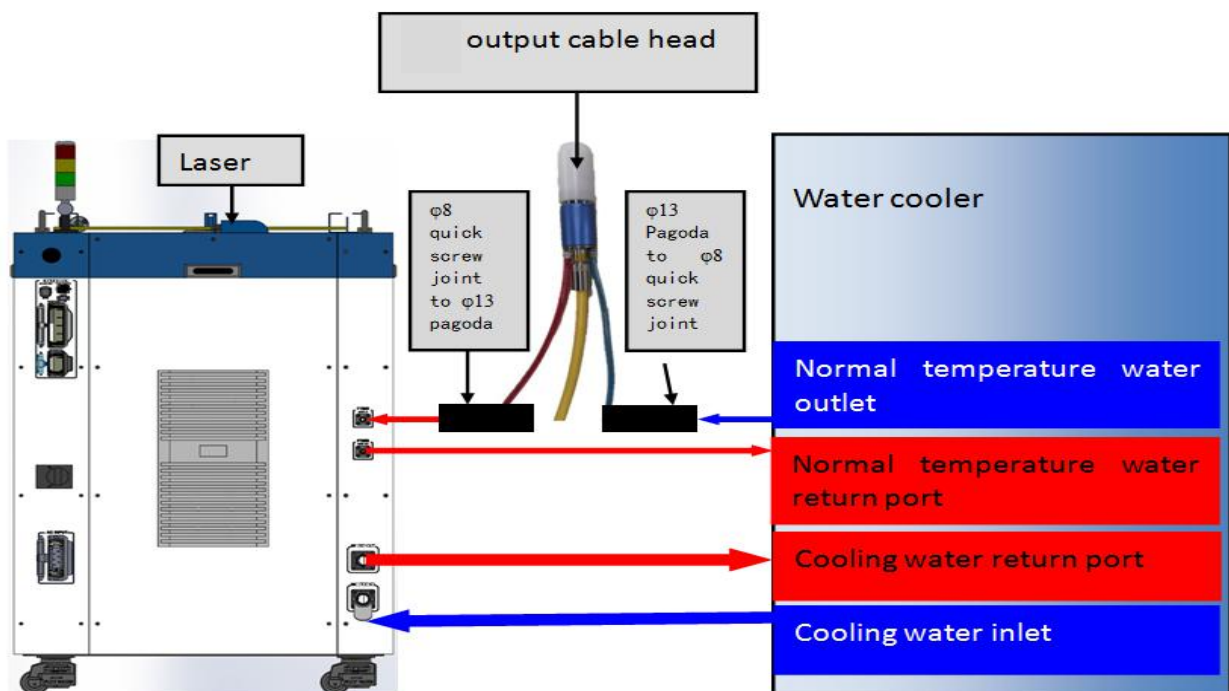 output cable head
Laser
φ8
quick
screw
joint
to φ13
pagoda
φ13
Pagoda
to φ8
quick
screw
joint
Water cooler
Normal temperature water
outlet
Normal temperature water
return port
Cooling water return port
Cooling water inlet